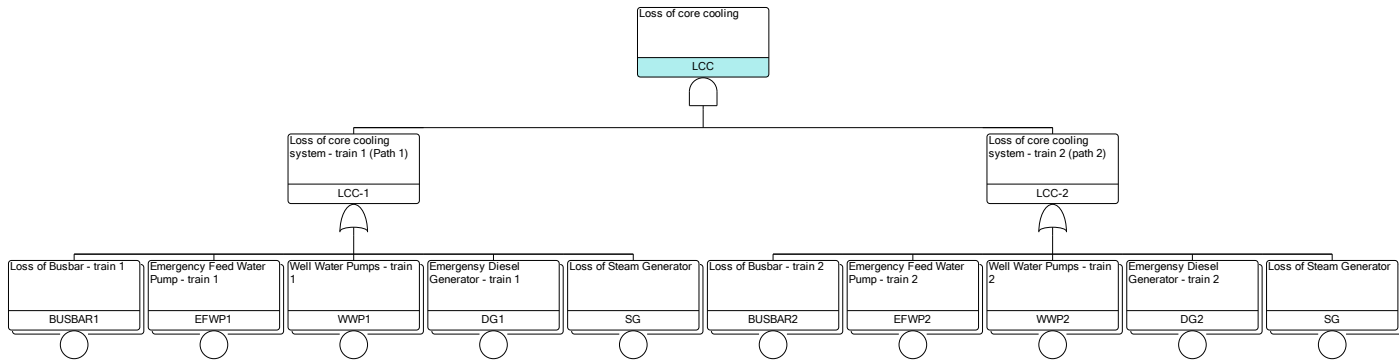 Loss of core cooling
LCC
Loss of core cooling
system - train 1 (Path 1)
LCC-1
Loss of core cooling
system - train 2 (path 2)
LCC-2
Loss of Busbar - train 1
BUSBAR1
Emergency Feed Water
Pump - train 1
EFWP1
Well Water Pumps - train
1
WWP1
Emergensy Diesel
Generator - train 1
DG1
Loss of Steam Generator
SG
Loss of Busbar - train 2
BUSBAR2
Emergency Feed Water
Pump - train 2
EFWP2
Well Water Pumps - train
2
WWP2
Emergensy Diesel
Generator - train 2
DG2
Loss of Steam Generator
SG